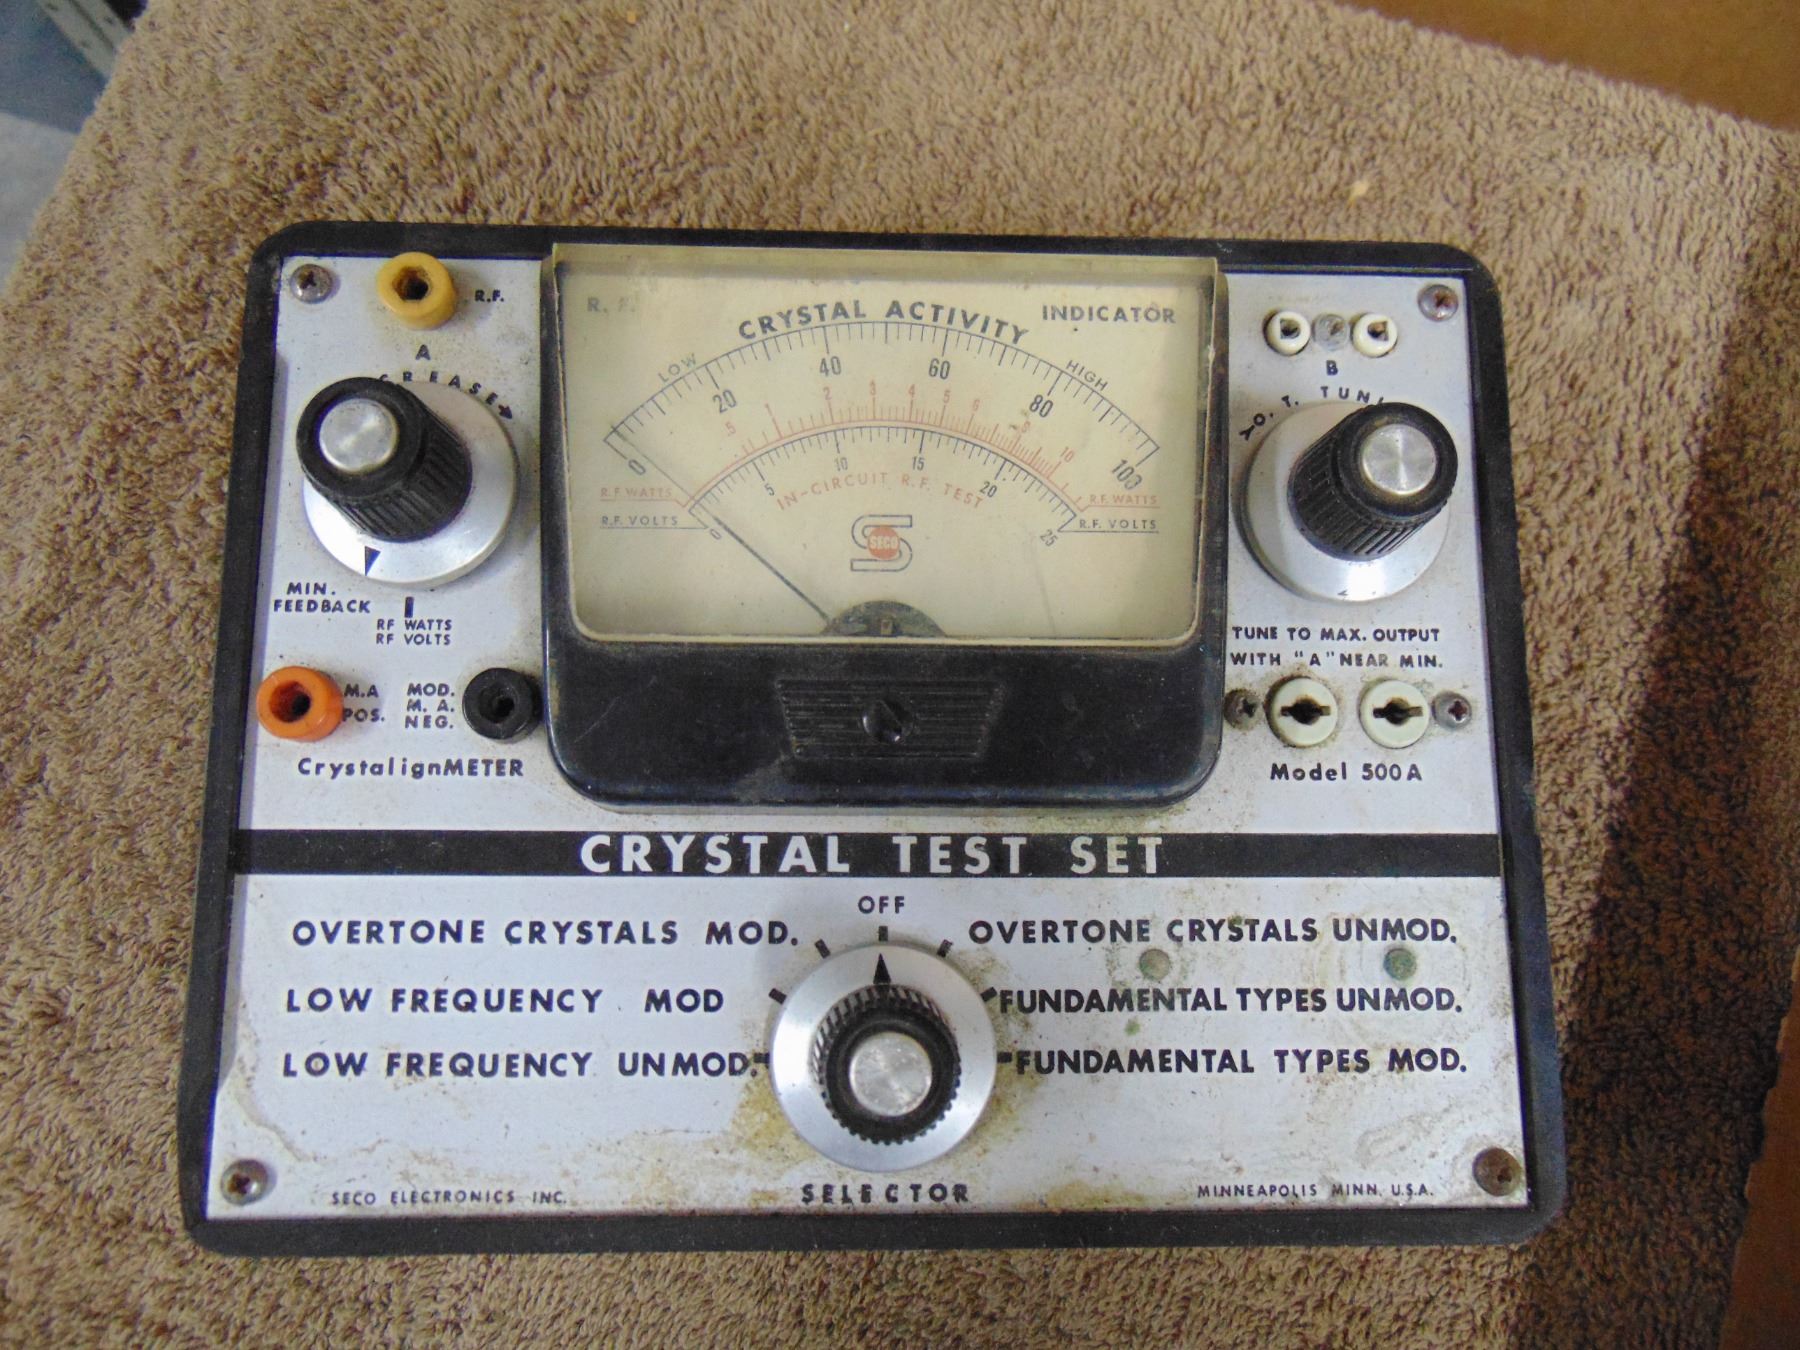 R.F.
A
CREASE
MIN.
FEEDBACK
RF WATTS
RF VOLTS
M.A
POS.
MOD.
M. A.
NEG.
CrystalignMETER
R. F.
CRYSTAL ACTIVITY
INDICATOR
LOW
HIGH
0 20 40 60 80 100
.5 1 2 3 4 5 6 8 10
R.F. WATTS
R.F. WATTS
R.F. VOLTS
R.F. VOLTS
0 5 10 15 20 25
IN-CIRCUIT R.F. TEST
SECO
B
O.T. TUN
TUNE TO MAX. OUTPUT
WITH "A" NEAR MIN.
Model 500A
CRYSTAL TEST SET
OFF
OVERTONE CRYSTALS MOD.
OVERTONE CRYSTALS UNMOD.
LOW FREQUENCY MOD
FUNDAMENTAL TYPES UNMOD.
LOW FREQUENCY UNMOD.
FUNDAMENTAL TYPES MOD.
SELECTOR
SECO ELECTRONICS INC.
MINNEAPOLIS MINN. U.S.A.